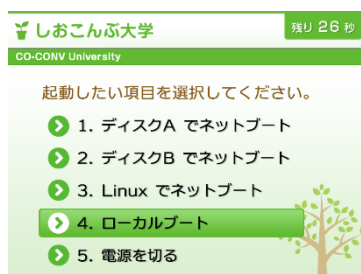 しおこんぶ大学
残り 26 秒
CO-CONV University
起動したい項目を選択してください。
1. ディスクA でネットブート
2. ディスクB でネットブート
3. Linux でネットブート
4. ローカルブート
5. 電源を切る